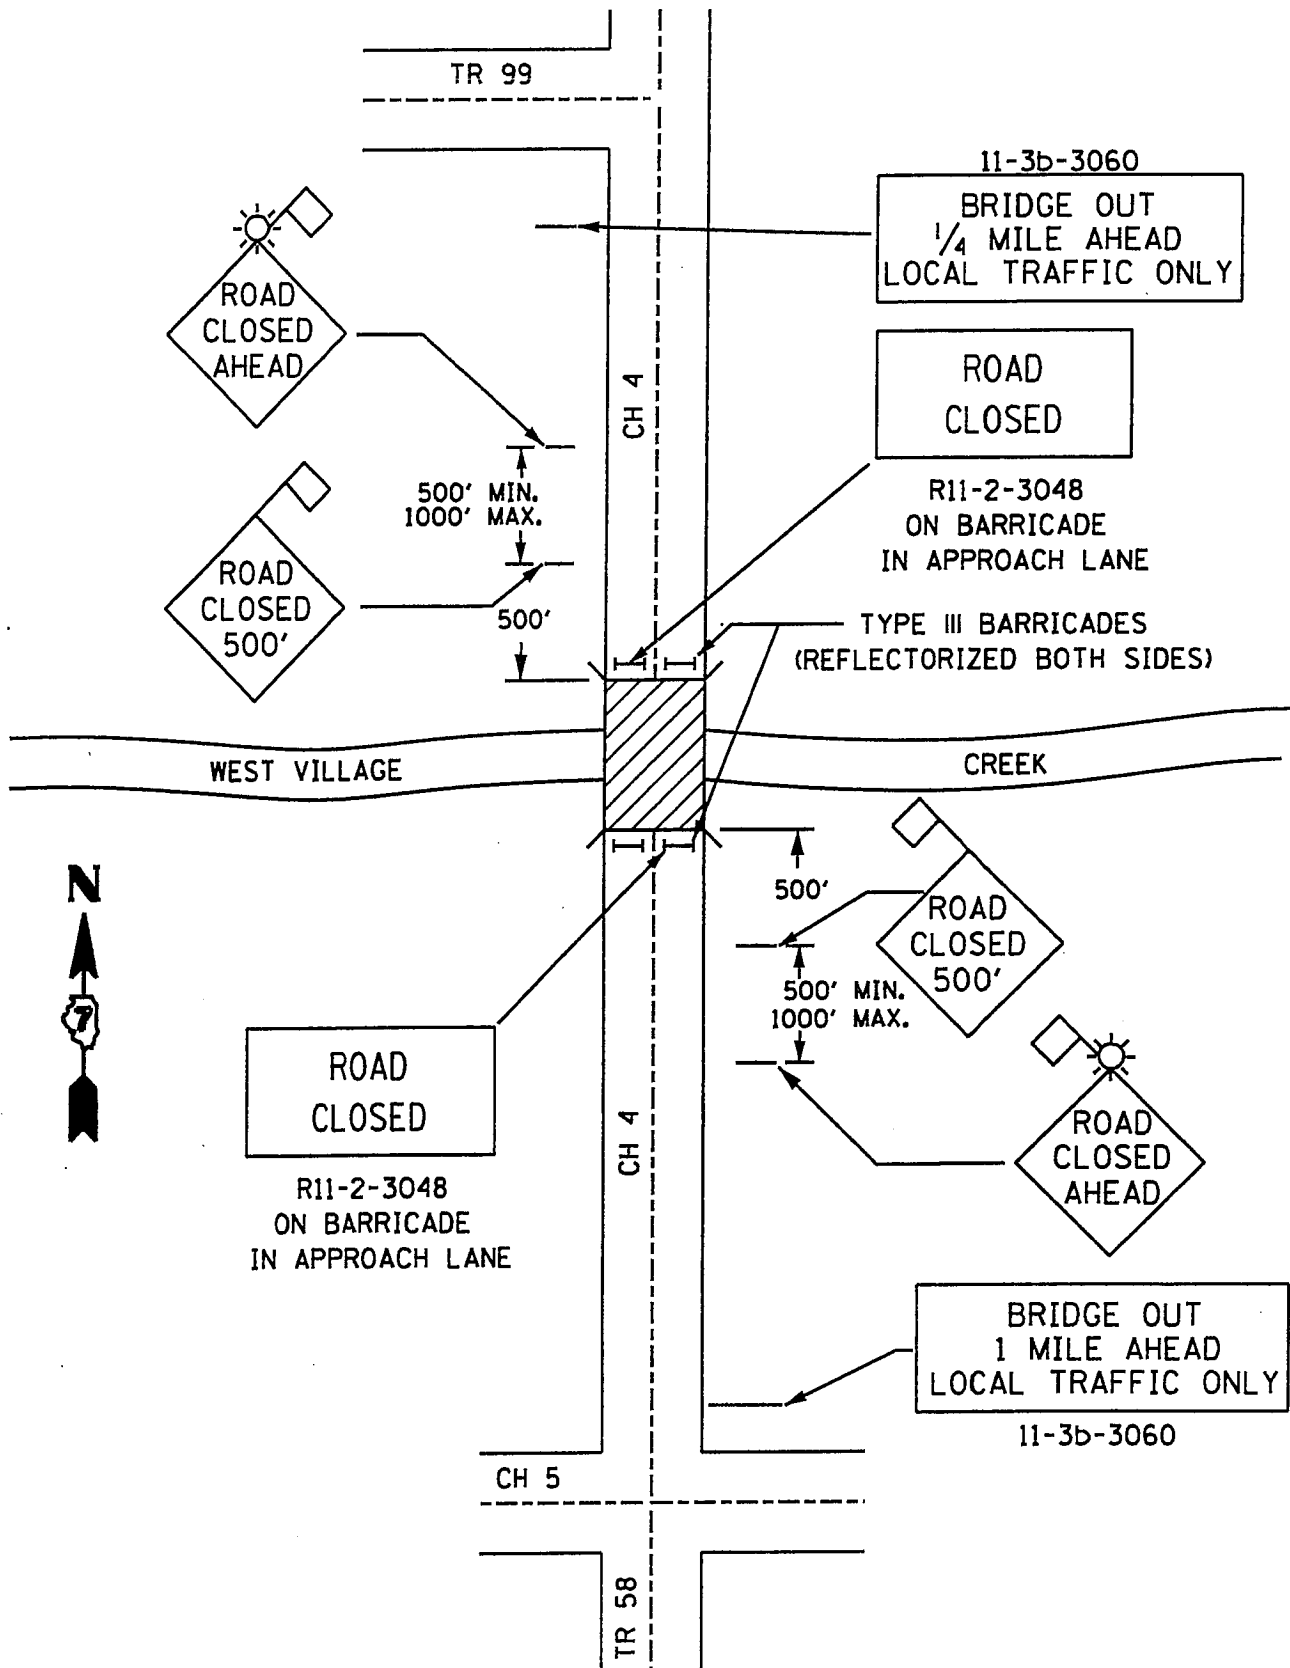 TR 99
11-3b-3060
BRIDGE OUT
1/4 MILE AHEAD
LOCAL TRAFFIC ONLY
ROAD
CLOSED
AHEAD
ROAD
CLOSED
R11-2-3048
ON BARRICADE
IN APPROACH LANE
CH 4
500' MIN.
1000' MAX.
ROAD
CLOSED
500'
500'
TYPE III BARRICADES
(REFLECTORIZED BOTH SIDES)
WEST VILLAGE
CREEK
N
7
500'
ROAD
CLOSED
500'
500' MIN.
1000' MAX.
ROAD
CLOSED
R11-2-3048
ON BARRICADE
IN APPROACH LANE
CH 4
ROAD
CLOSED
AHEAD
BRIDGE OUT
1 MILE AHEAD
LOCAL TRAFFIC ONLY
11-3b-3060
CH 5
TR 58